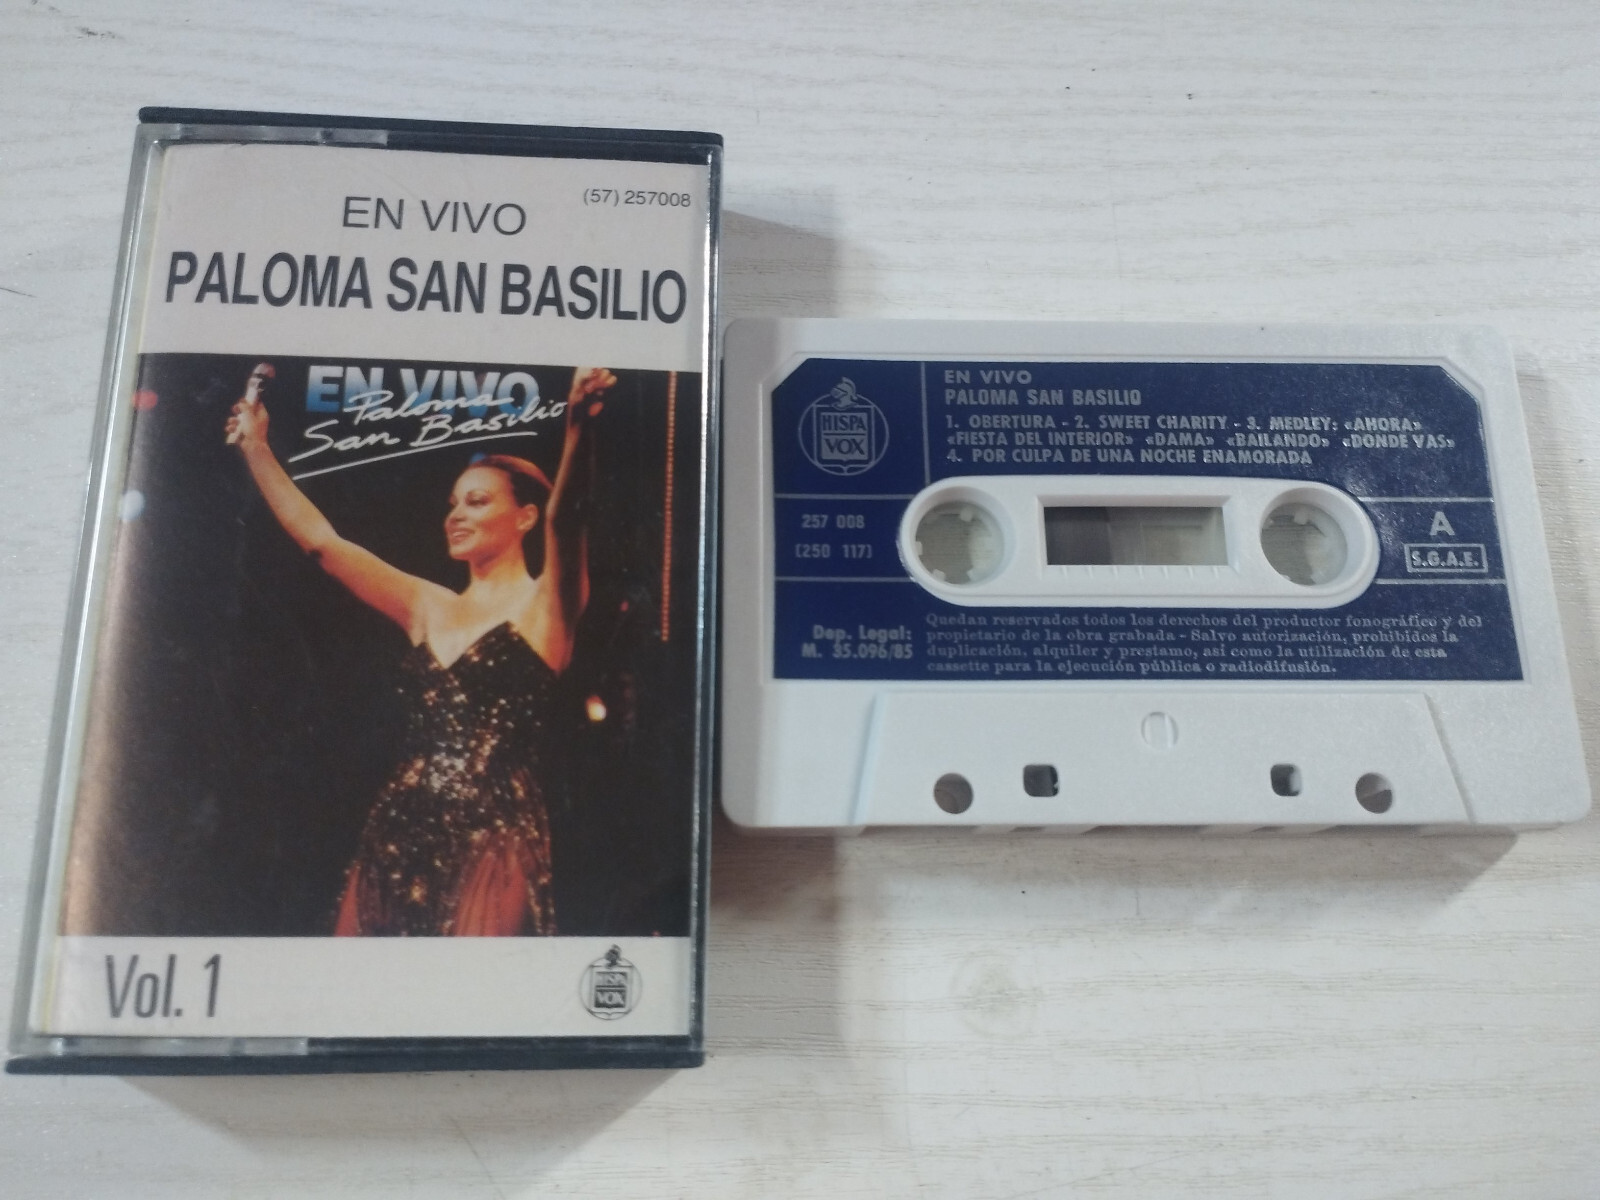 EN VIVO
(57) 257008
PALOMA SAN BASILIO
EN VIVO
Paloma
San Basilio
Vol. 1
HISPA
VOX
HISPA
VOX
EN VIVO
PALOMA SAN BASILIO
1. OBERTURA - 2. SWEET CHARITY - 3. MEDLEY: «AHORA»
«FIESTA DEL INTERIOR» «DAMA» «BAILANDO» «DONDE VAS»
4. POR CULPA DE UNA NOCHE ENAMORADA
257 008
(250 117)
A
S.G.A.E.
Dep. Legal:
M. 35.096/85
Quedan reservados todos los derechos del productor fonográfico y del
propietario de la obra grabada - Salvo autorización, prohibidos la
duplicación, alquiler y prestamo, así como la utilización de esta
cassette para la ejecución pública o radiodifusión.